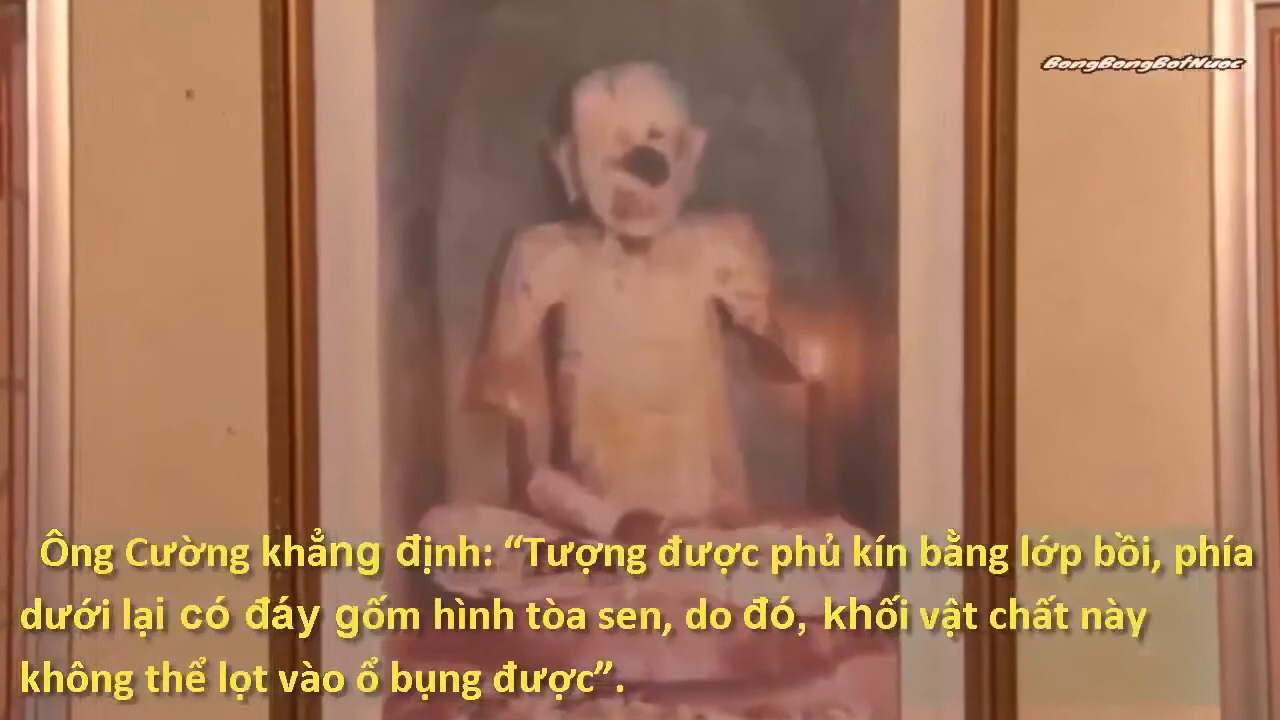 BongBongBotNuoc
Ông Cường khẳng định: “Tượng được phủ kín bằng lớp bồi, phía
dưới lại có đáy gốm hình tòa sen, do đó, khối vật chất này
không thể lọt vào ổ bụng được”.